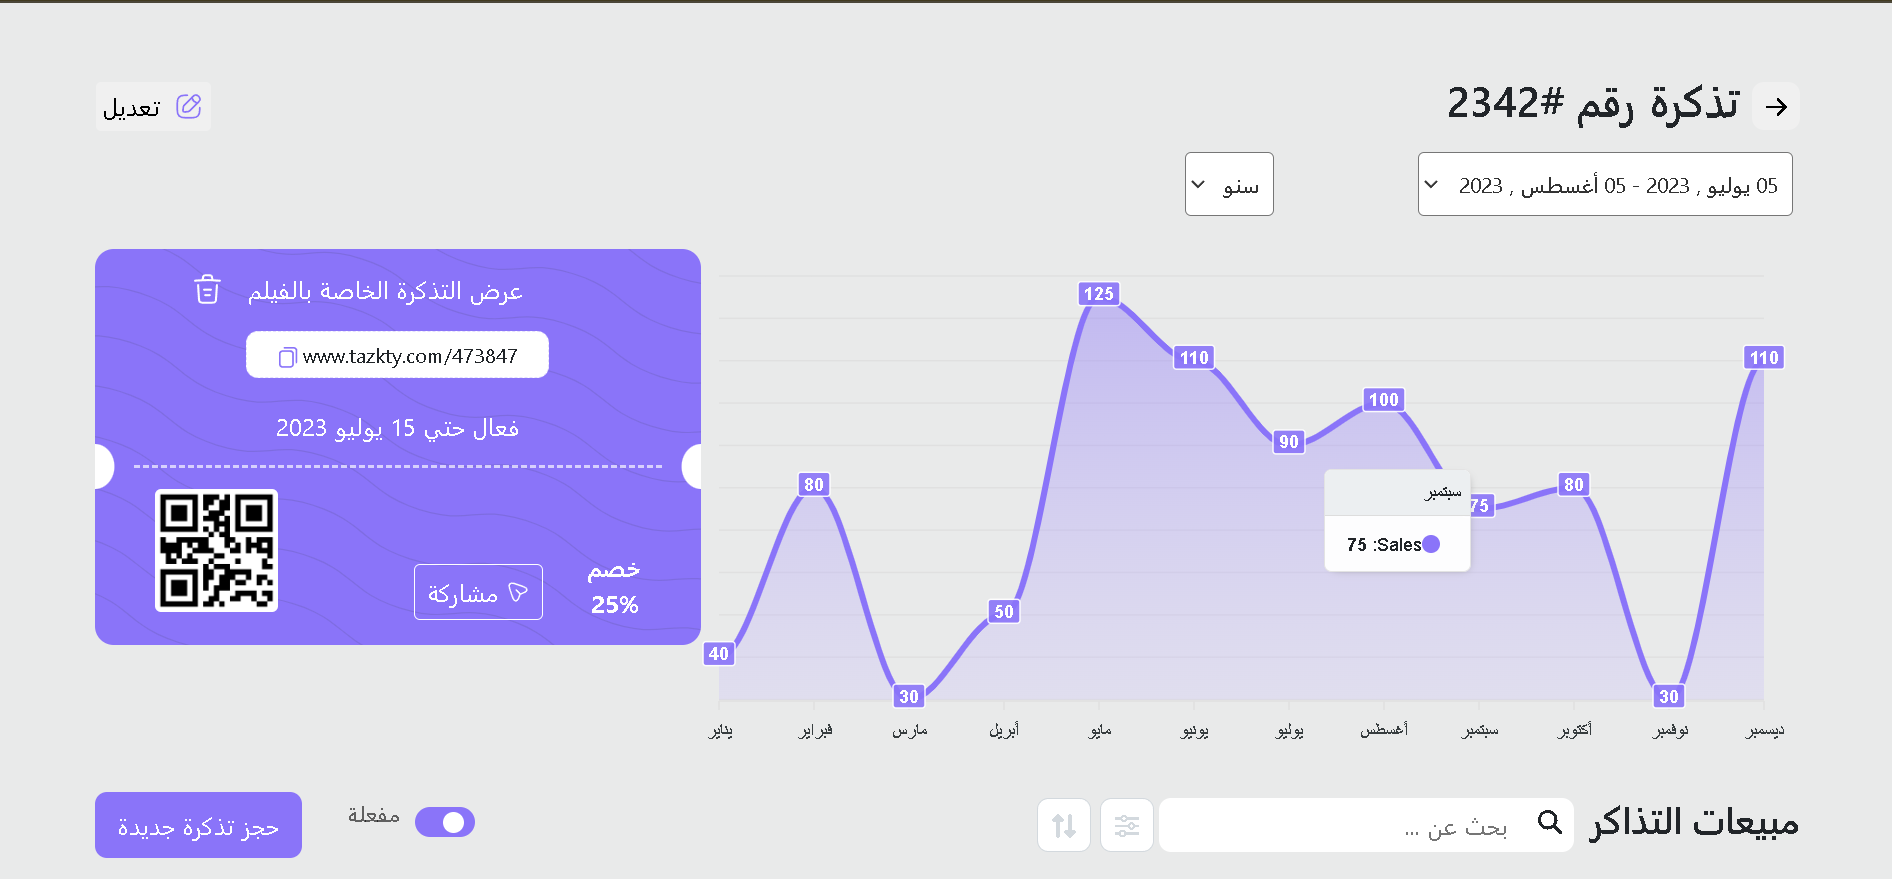 تذكرة رقم #2342
تعديل
05 يوليو , 2023 - 05 أغسطس , 2023
سنو
125
110
90
100
سبتمبر
Sales: 75
75
80
30
110
40
80
30
50
يناير
فبراير
مارس
أبريل
مايو
يونيو
يوليو
أغسطس
سبتمبر
أكتوبر
نوفمبر
ديسمبر
عرض التذكرة الخاصة بالفيلم
www.tazkty.com/473847
فعال حتي 15 يوليو 2023
خصم
25%
مشاركة
مبيعات التذاكر
بحث عن ...
مفعلة
حجز تذكرة جديدة